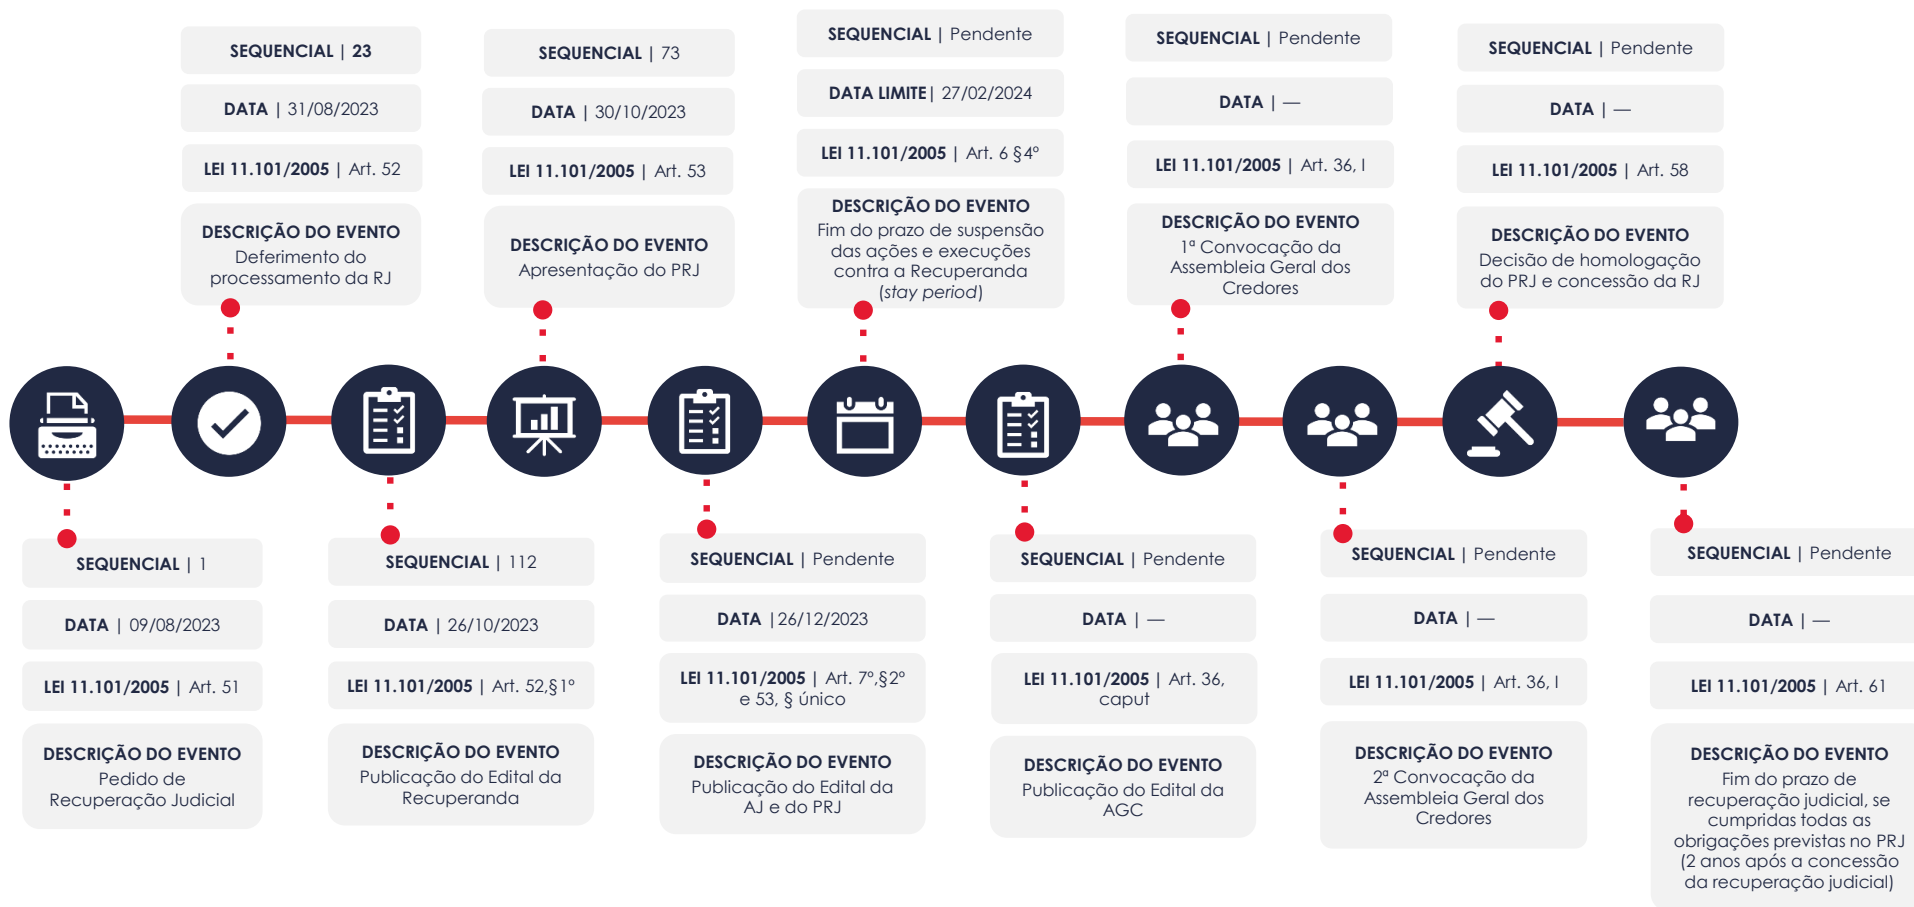 SEQUENCIAL | 23
DATA | 31/08/2023
LEI 11.101/2005 | Art. 52
DESCRIÇÃO DO EVENTO
Deferimento do
processamento da RJ
SEQUENCIAL | 73
DATA | 30/10/2023
LEI 11.101/2005 | Art. 53
DESCRIÇÃO DO EVENTO
Apresentação do PRJ
SEQUENCIAL | Pendente
DATA LIMITE| 27/02/2024
LEI 11.101/2005 | Art. 6 §4º
DESCRIÇÃO DO EVENTO
Fim do prazo de suspensão
das ações e execuções
contra a Recuperanda
(stay period)
SEQUENCIAL | Pendente
DATA | —
LEI 11.101/2005 | Art. 36, I
DESCRIÇÃO DO EVENTO
1ª Convocação da
Assembleia Geral dos
Credores
SEQUENCIAL | Pendente
DATA | —
LEI 11.101/2005 | Art. 58
DESCRIÇÃO DO EVENTO
Decisão de homologação
do PRJ e concessão da RJ
SEQUENCIAL | 1
DATA | 09/08/2023
LEI 11.101/2005 | Art. 51
DESCRIÇÃO DO EVENTO
Pedido de
Recuperação Judicial
SEQUENCIAL | 112
DATA | 26/10/2023
LEI 11.101/2005 | Art. 52,§1º
DESCRIÇÃO DO EVENTO
Publicação do Edital da
Recuperanda
SEQUENCIAL | Pendente
DATA |26/12/2023
LEI 11.101/2005 | Art. 7º,§2º
e 53, § único
DESCRIÇÃO DO EVENTO
Publicação do Edital da
AJ e do PRJ
SEQUENCIAL | Pendente
DATA | —
LEI 11.101/2005 | Art. 36,
caput
DESCRIÇÃO DO EVENTO
Publicação do Edital da
AGC
SEQUENCIAL | Pendente
DATA | —
LEI 11.101/2005 | Art. 36, I
DESCRIÇÃO DO EVENTO
2ª Convocação da
Assembleia Geral dos
Credores
SEQUENCIAL | Pendente
DATA | —
LEI 11.101/2005 | Art. 61
DESCRIÇÃO DO EVENTO
Fim do prazo de
recuperação judicial, se
cumpridas todas as
obrigações previstas no PRJ
(2 anos após a concessão
da recuperação judicial)